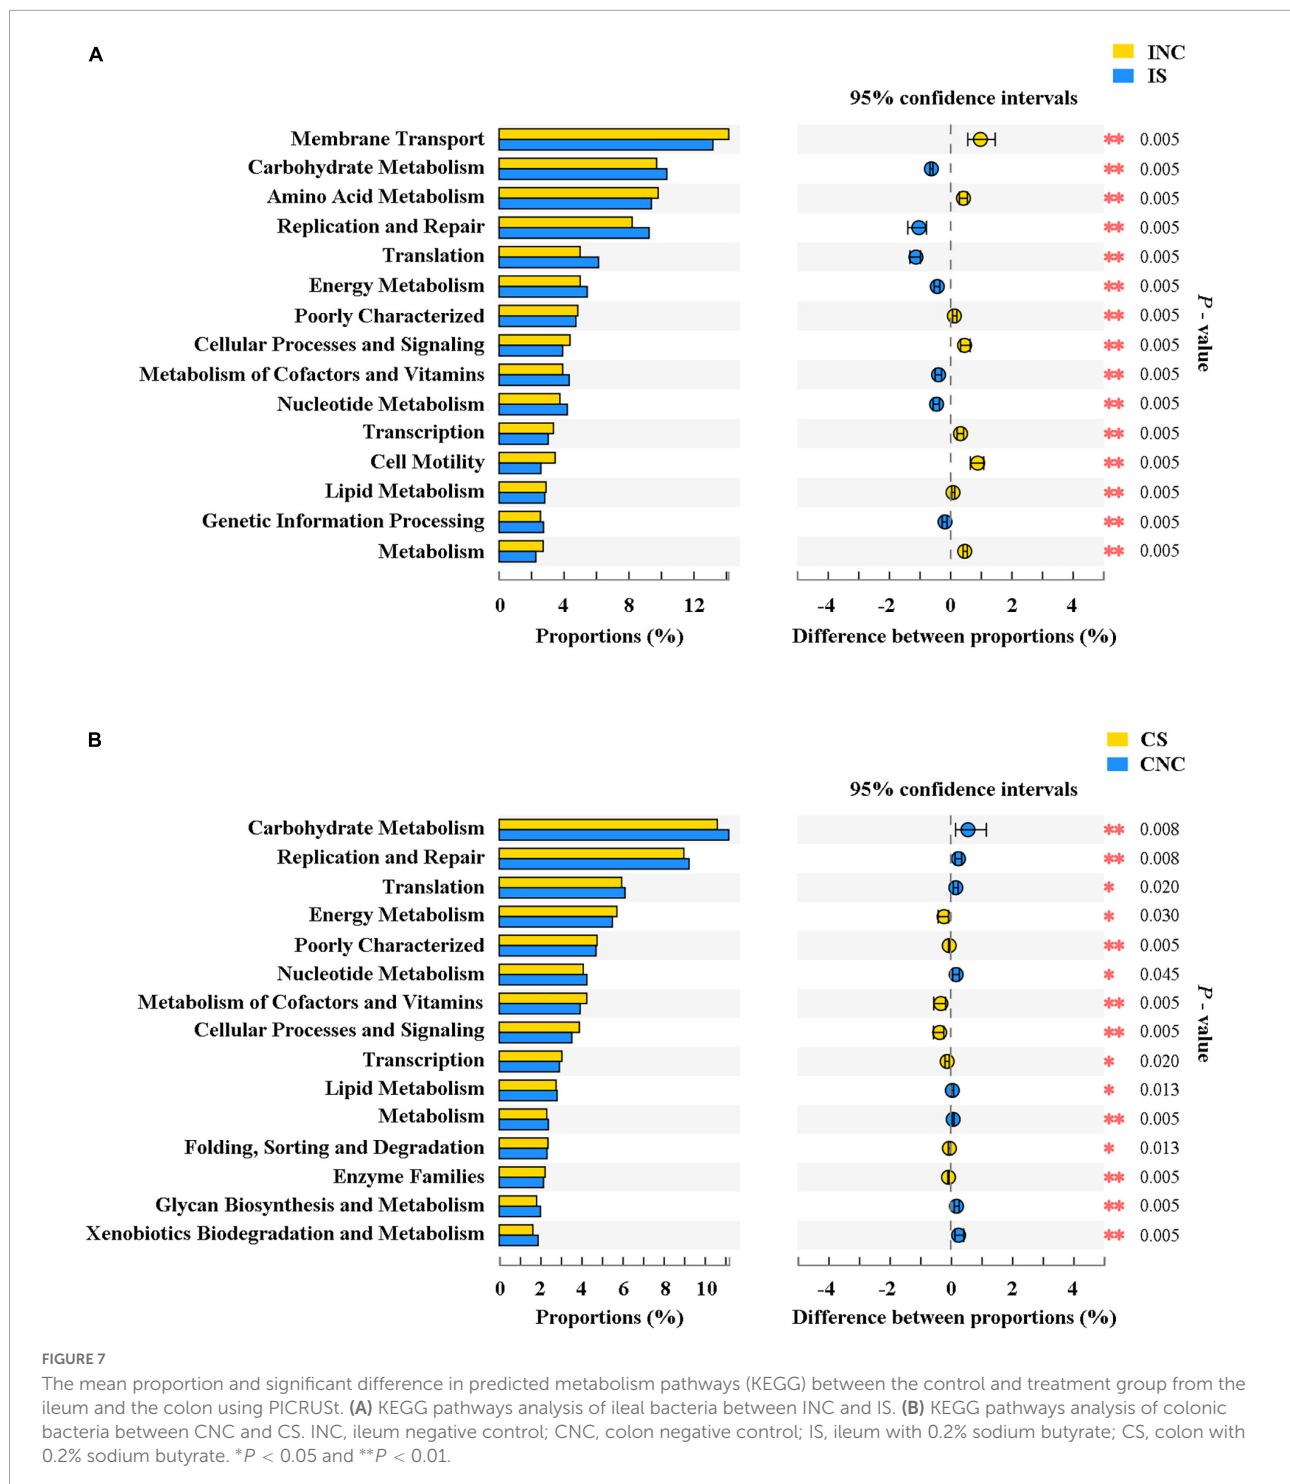 A
INC
IS
95% confidence intervals
Membrane Transport ** 0.005
Carbohydrate Metabolism ** 0.005
Amino Acid Metabolism ** 0.005
Replication and Repair ** 0.005
Translation ** 0.005
Energy Metabolism ** 0.005
Poorly Characterized ** 0.005
Cellular Processes and Signaling ** 0.005
Metabolism of Cofactors and Vitamins ** 0.005
Nucleotide Metabolism ** 0.005
Transcription ** 0.005
Cell Motility ** 0.005
Lipid Metabolism ** 0.005
Genetic Information Processing ** 0.005
Metabolism ** 0.005
P - value
0 4 8 12 -4 -2 0 2 4
Proportions (%) Difference between proportions (%)
B
CS
CNC
95% confidence intervals
Carbohydrate Metabolism ** 0.008
Replication and Repair ** 0.008
Translation * 0.020
Energy Metabolism * 0.030
Poorly Characterized ** 0.005
Nucleotide Metabolism * 0.045
Metabolism of Cofactors and Vitamins ** 0.005
Cellular Processes and Signaling ** 0.005
Transcription * 0.020
Lipid Metabolism * 0.013
Metabolism ** 0.005
Folding, Sorting and Degradation * 0.013
Enzyme Families ** 0.005
Glycan Biosynthesis and Metabolism ** 0.005
Xenobiotics Biodegradation and Metabolism ** 0.005
P - value
0 2 4 6 8 10 -4 -2 0 2 4
Proportions (%) Difference between proportions (%)
FIGURE 7
The mean proportion and significant difference in predicted metabolism pathways (KEGG) between the control and treatment group from the
ileum and the colon using PICRUSt. (A) KEGG pathways analysis of ileal bacteria between INC and IS. (B) KEGG pathways analysis of colonic
bacteria between CNC and CS. INC, ileum negative control; CNC, colon negative control; IS, ileum with 0.2% sodium butyrate; CS, colon with
0.2% sodium butyrate. *P < 0.05 and **P < 0.01.